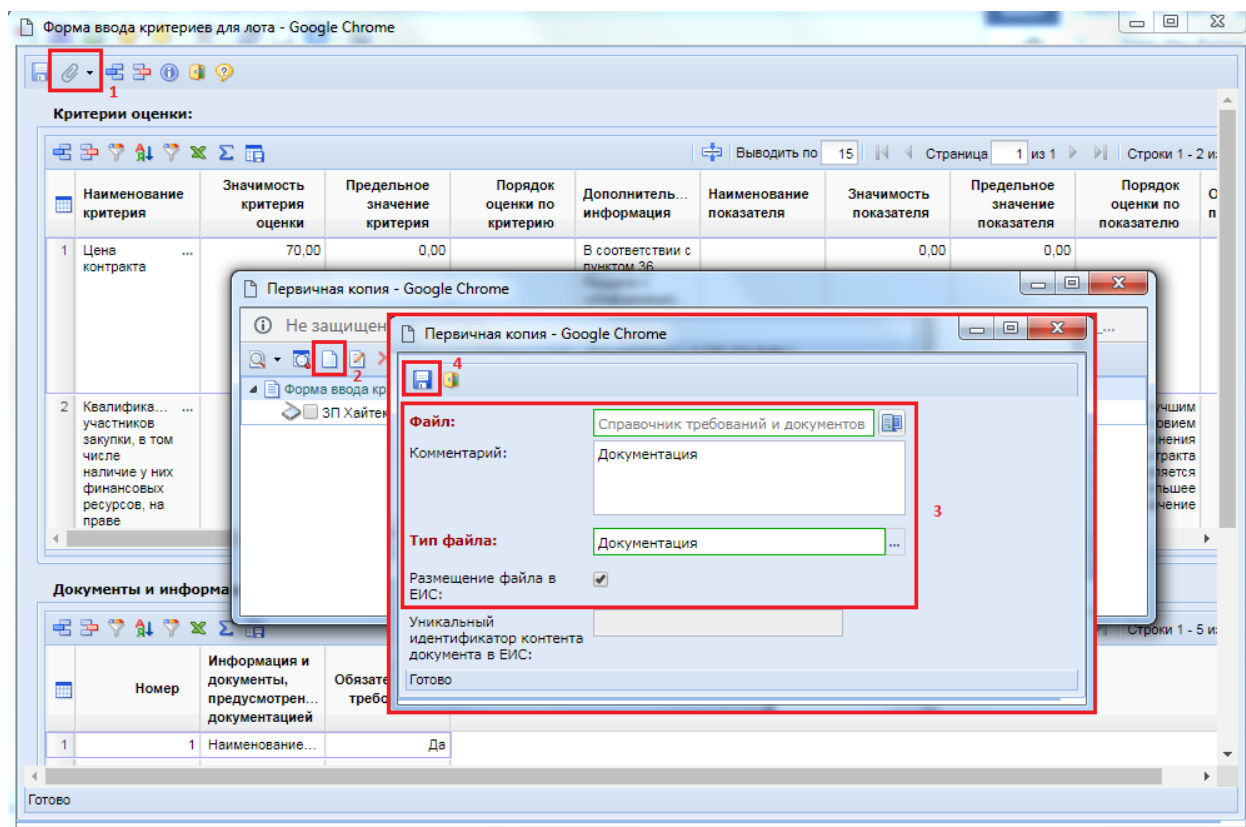 Форма ввода критериев для лота - Google Chrome
1
Критерии оценки:
Выводить по 15 Страница 1 из 1 Строки 1 - 2 из
Наименование критерия
Значимость критерия оценки
Предельное значение критерия
Порядок оценки по критерию
Дополнитель... информация
Наименование показателя
Значимость показателя
Предельное значение показателя
Порядок оценки по показателю
1 Цена ... 70,00 0,00 В соответствии с 0,00 0,00
контракта пунктом 36
Первичная копия - Google Chrome
Не защищен
2
Форма ввода кр
ЗП Хайтек
2 Квалифика... ...
участников
закупки, в том
числе
наличие у них
финансовых
ресурсов, на
праве
Первичная копия - Google Chrome
4
Файл: Справочник требований и документов
Комментарий: Документация
3
Тип файла: Документация ...
Размещение файла в
ЕИС:
Уникальный
идентификатор контента
документа в ЕИС:
Готово
Документы и информа
Строки 1 - 5 из
Номер
Информация и
документы,
предусмотрен...
документацией
Обязате
требо
1 1 Наименование... Да
Готово